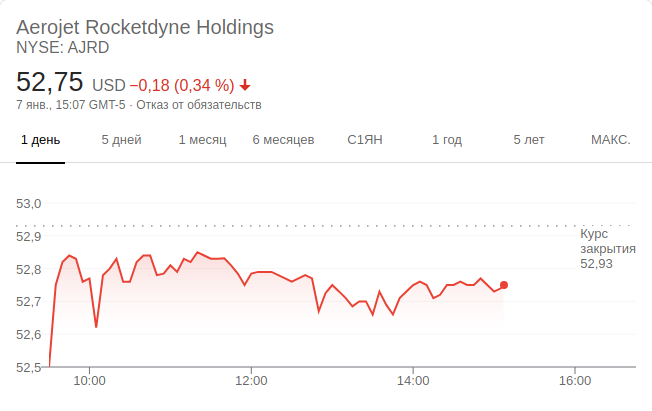 Aerojet Rocketdyne Holdings
NYSE: AJRD
52,75 USD −0,18 (0,34 %)
7 янв., 15:07 GMT-5 · Отказ от обязательств
1 день 5 дней 1 месяц 6 месяцев С1ЯН 1 год 5 лет МАКС.
53,0
52,9
52,8
52,7
52,6
52,5
Курс
закрытия
52,93
10:00 12:00 14:00 16:00